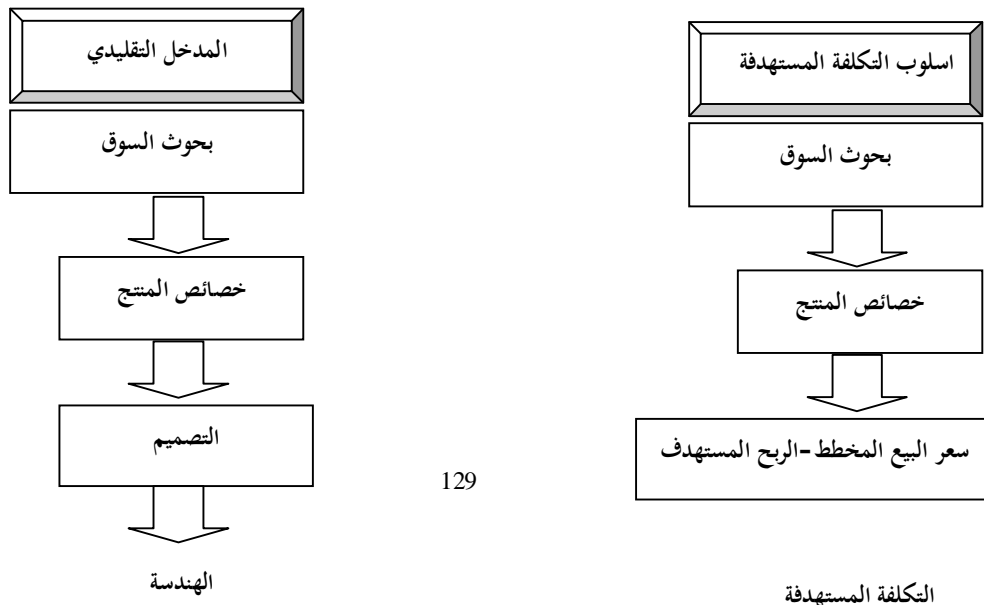 اسلوب التكلفة المستهدفة
بحوث السوق
خصائص المنتج
سعر البيع المخطط-الربح المستهدف
التكلفة المستهدفة
المدخل التقليدي
بحوث السوق
خصائص المنتج
التصميم
الهندسة
129